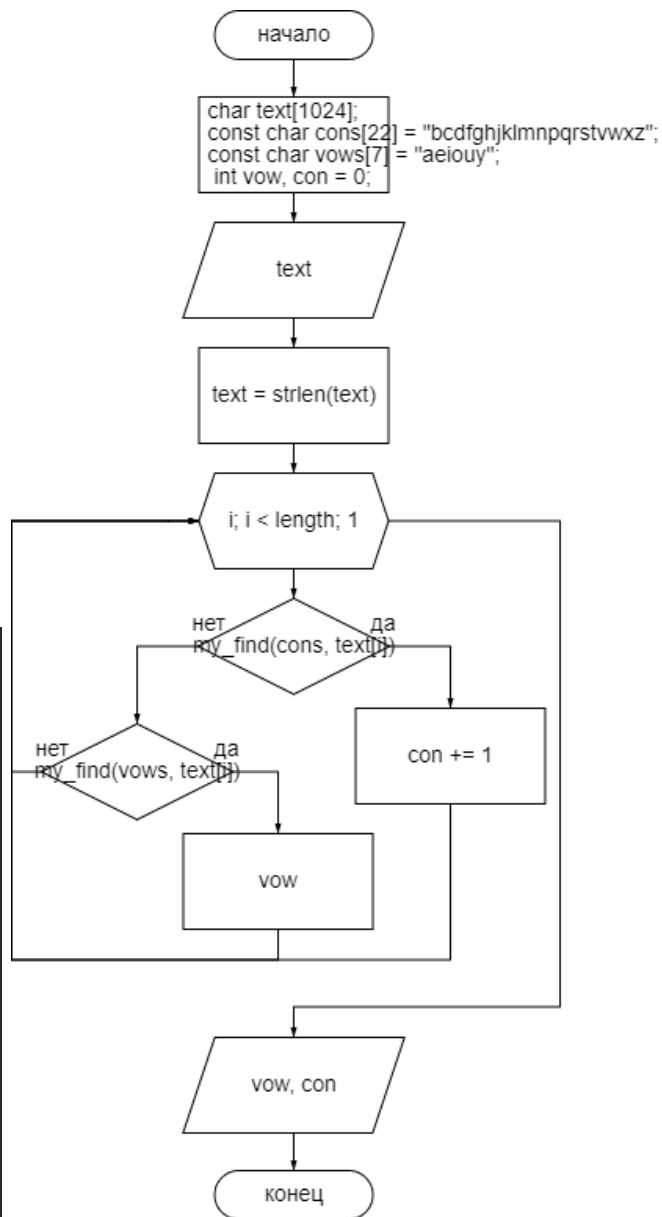 начало
char text[1024];
const char cons[22] = "bcdfghjklmnpqrstvwxz";
const char vows[7] = "aeiouy";
int vow, con = 0;
text
text = strlen(text)
i; i < length; 1
нет
да
my_find(cons, text[i])
нет
да
my_find(vows, text[i])
con += 1
vow
vow, con
конец